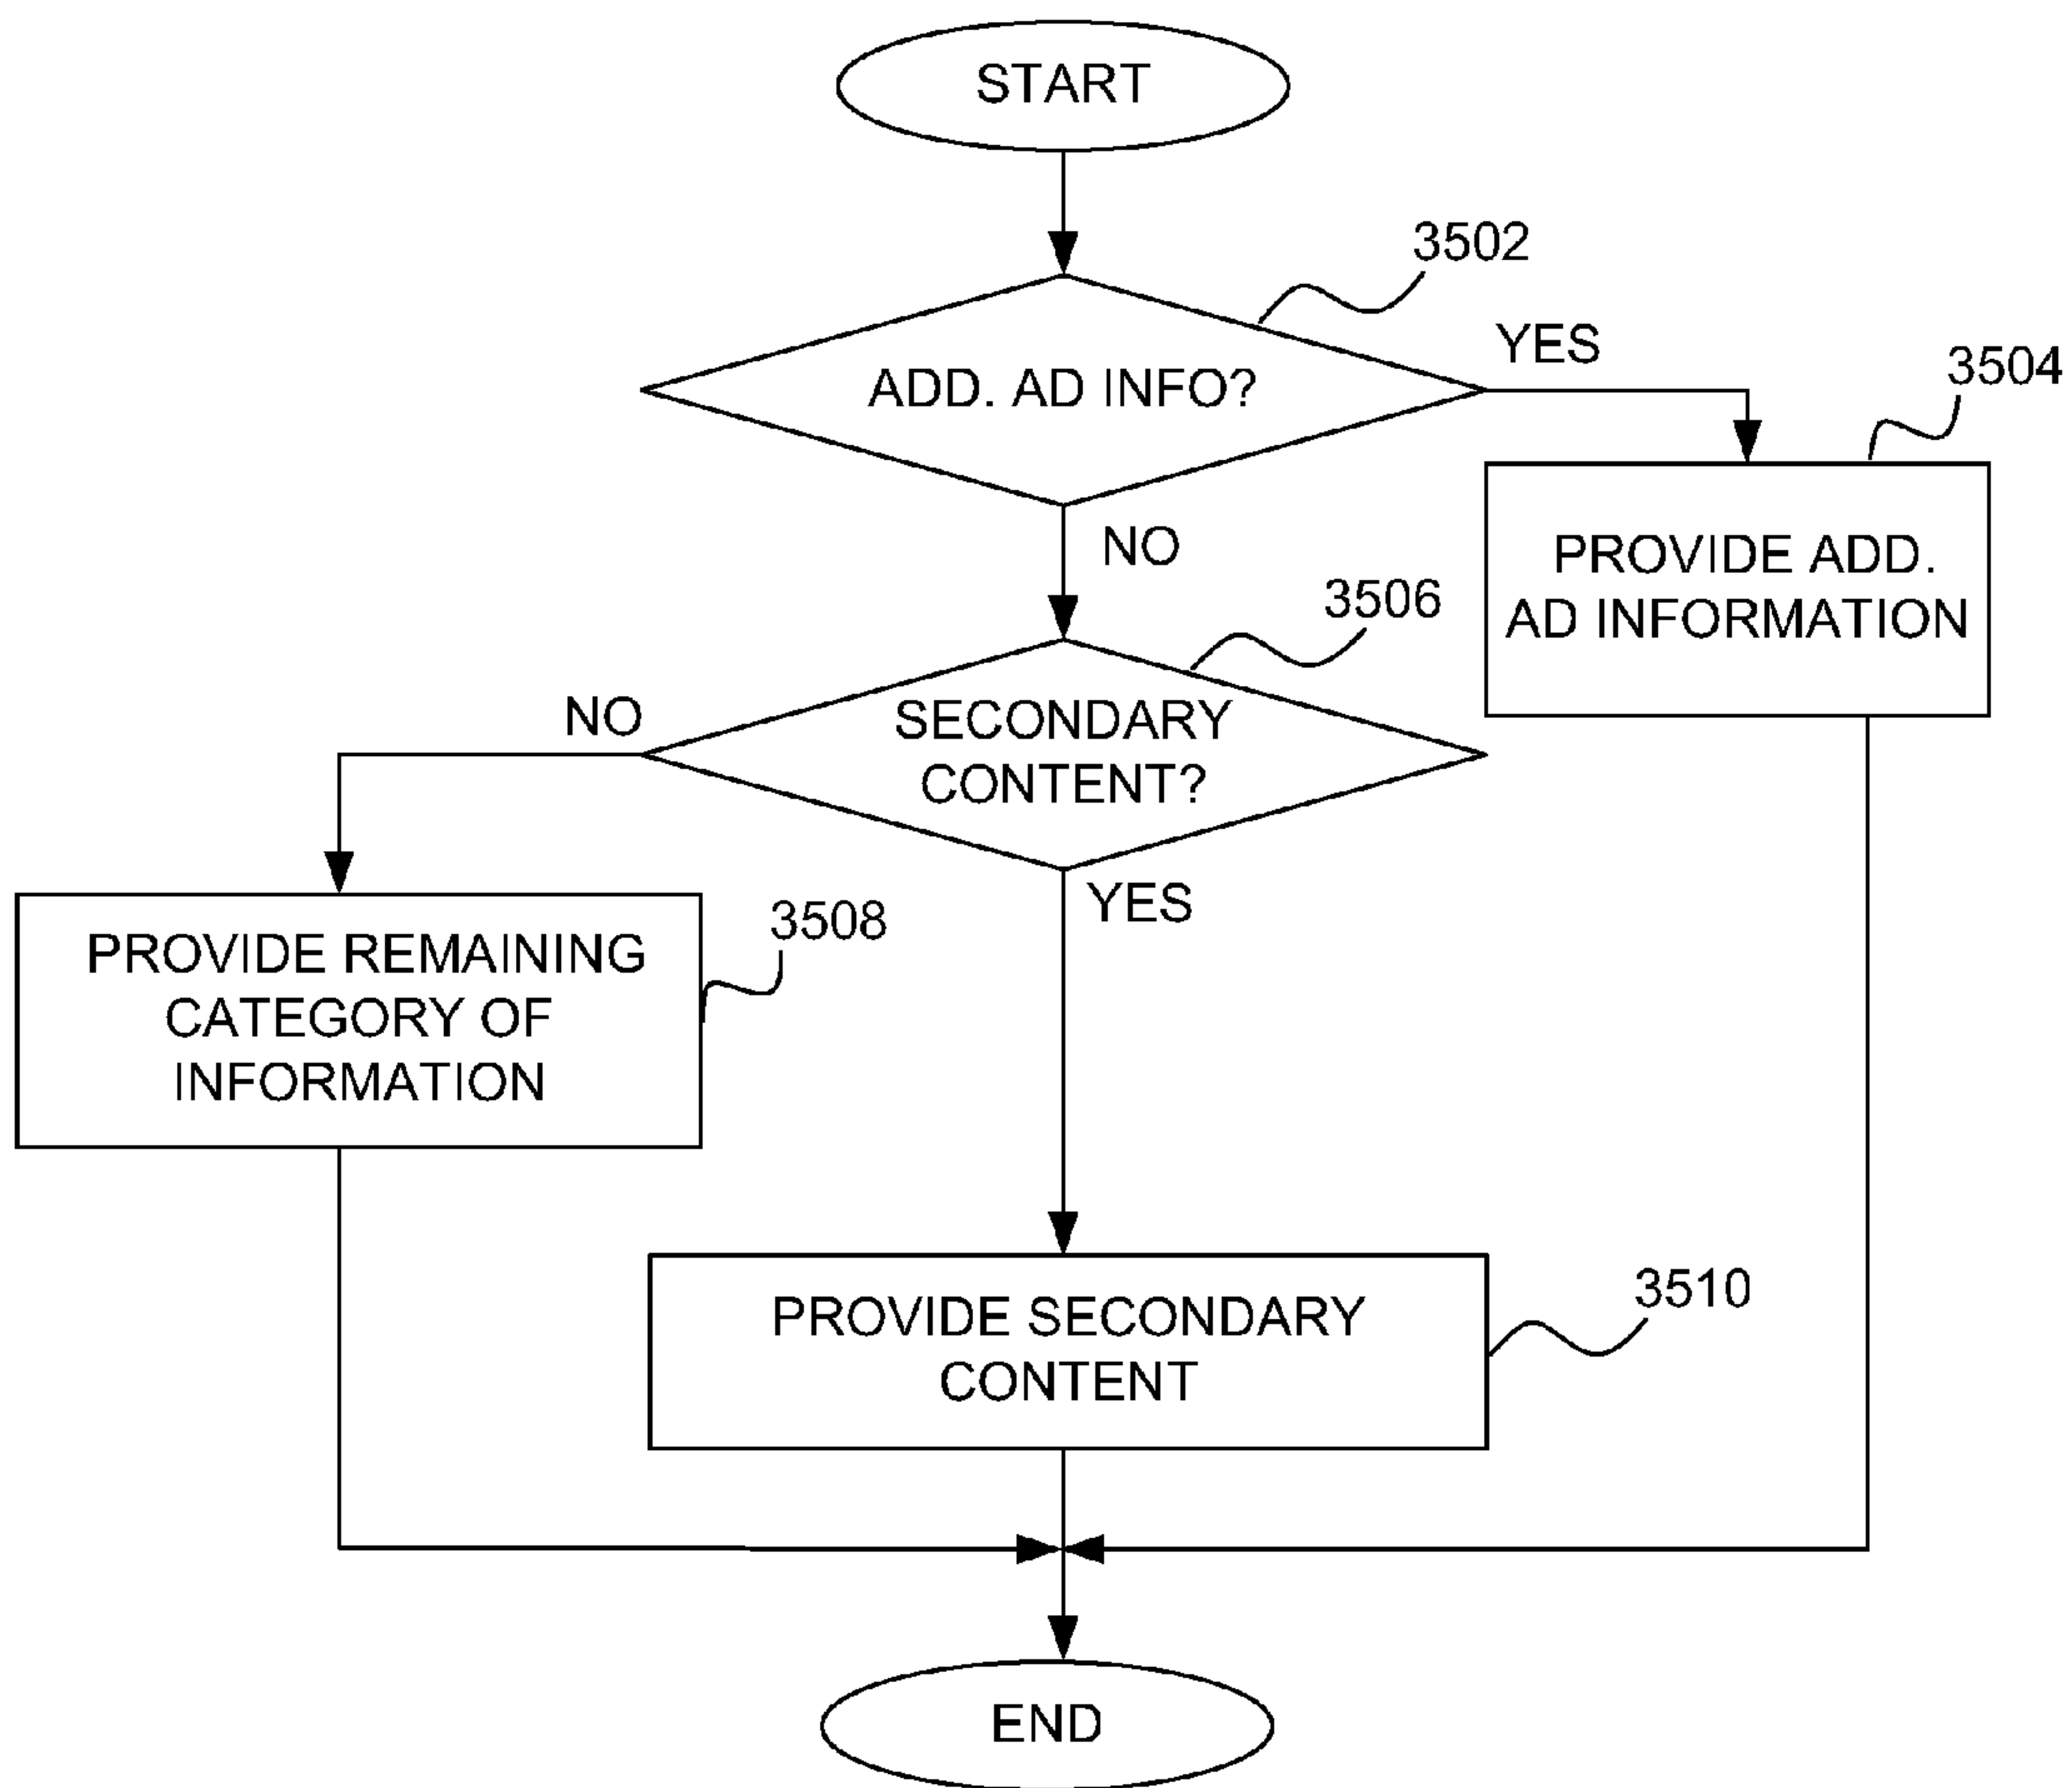 START
3502
ADD. AD INFO?
YES
3504
PROVIDE ADD.
AD INFORMATION
NO
3506
SECONDARY
CONTENT?
NO
YES
3508
PROVIDE REMAINING
CATEGORY OF
INFORMATION
3510
PROVIDE SECONDARY
CONTENT
END